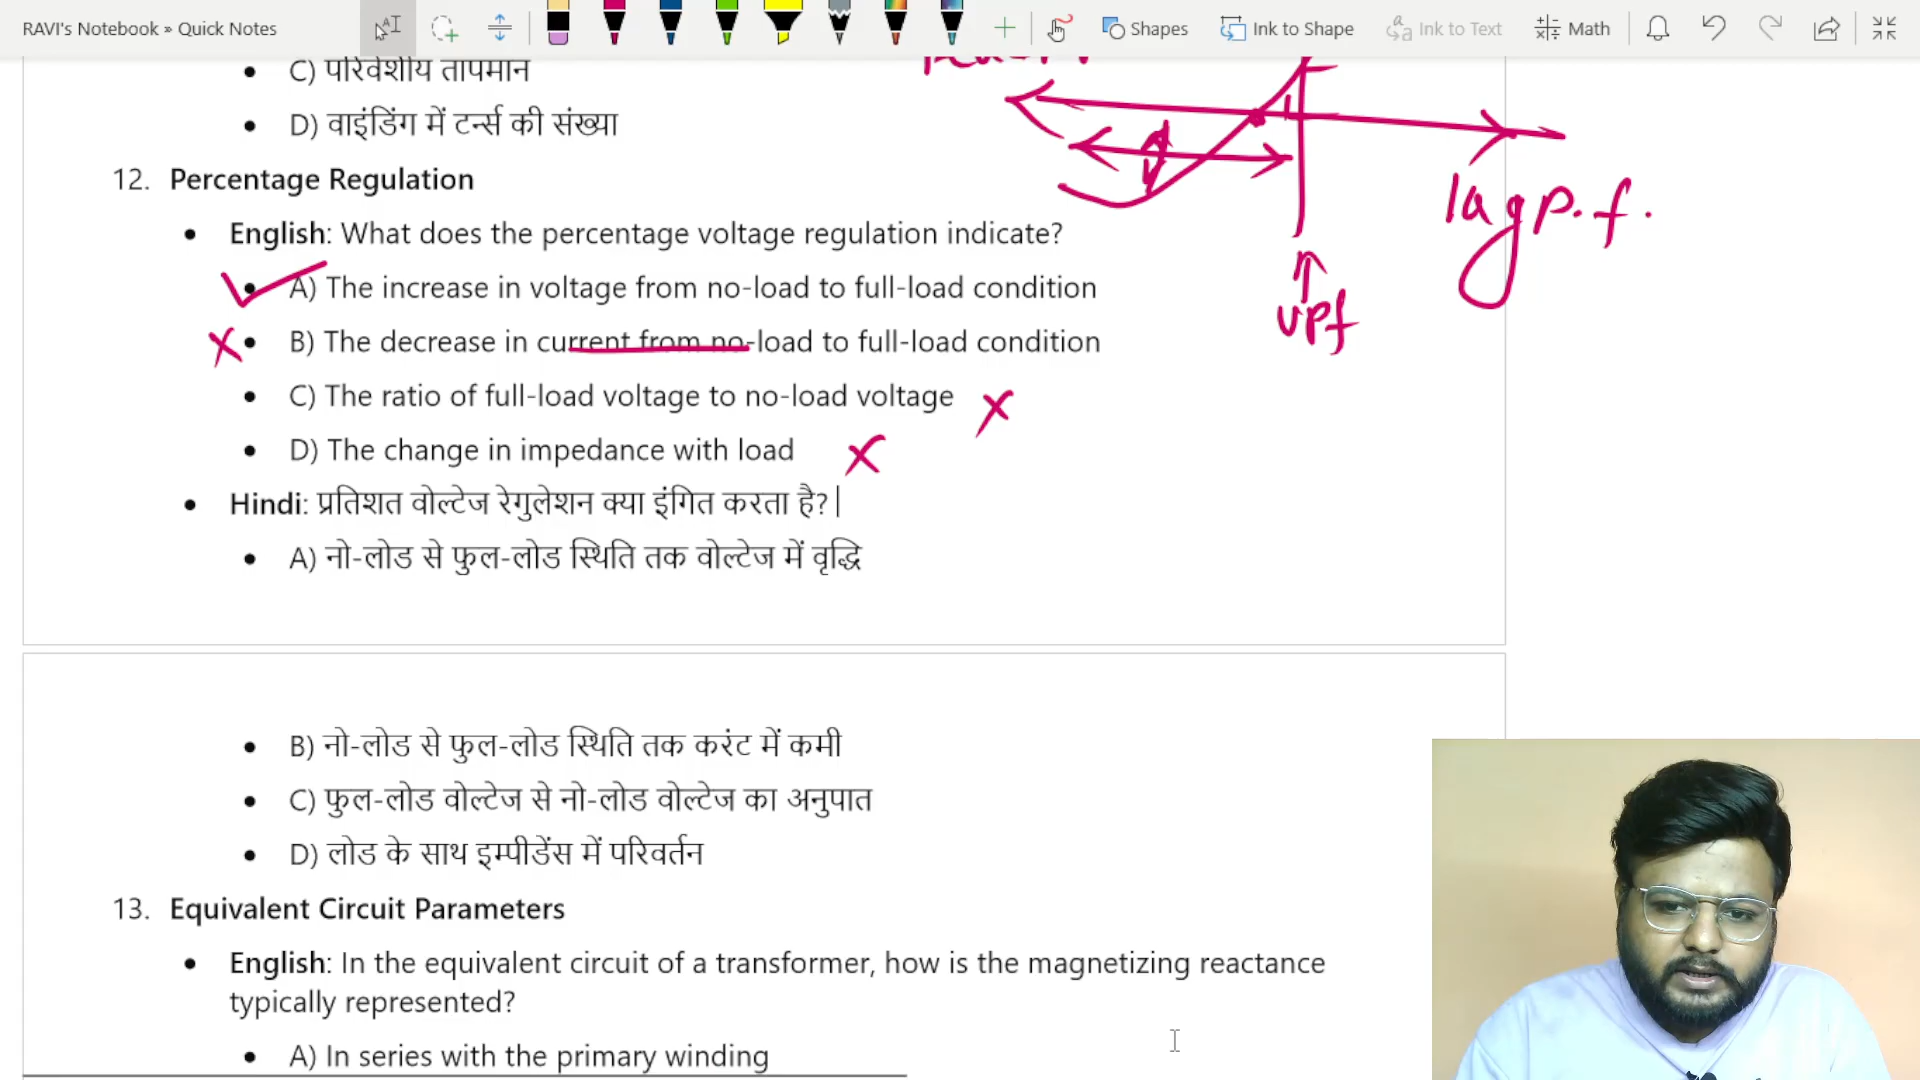 RAVI's Notebook » Quick Notes
Shapes
Ink to Shape
Ink to Text
Math
C) परिवेशीय तापमान
D) वाइंडिंग में टर्न्स की संख्या
lag p.f.
upf
12. Percentage Regulation
English: What does the percentage voltage regulation indicate?
A) The increase in voltage from no-load to full-load condition
B) The decrease in current from no-load to full-load condition
C) The ratio of full-load voltage to no-load voltage
D) The change in impedance with load
Hindi: प्रतिशत वोल्टेज रेगुलेशन क्या इंगित करता है?
A) नो-लोड से फुल-लोड स्थिति तक वोल्टेज में वृद्धि
B) नो-लोड से फुल-लोड स्थिति तक करंट में कमी
C) फुल-लोड वोल्टेज से नो-लोड वोल्टेज का अनुपात
D) लोड के साथ इम्पीडेंस में परिवर्तन
13. Equivalent Circuit Parameters
English: In the equivalent circuit of a transformer, how is the magnetizing reactance
typically represented?
A) In series with the primary winding